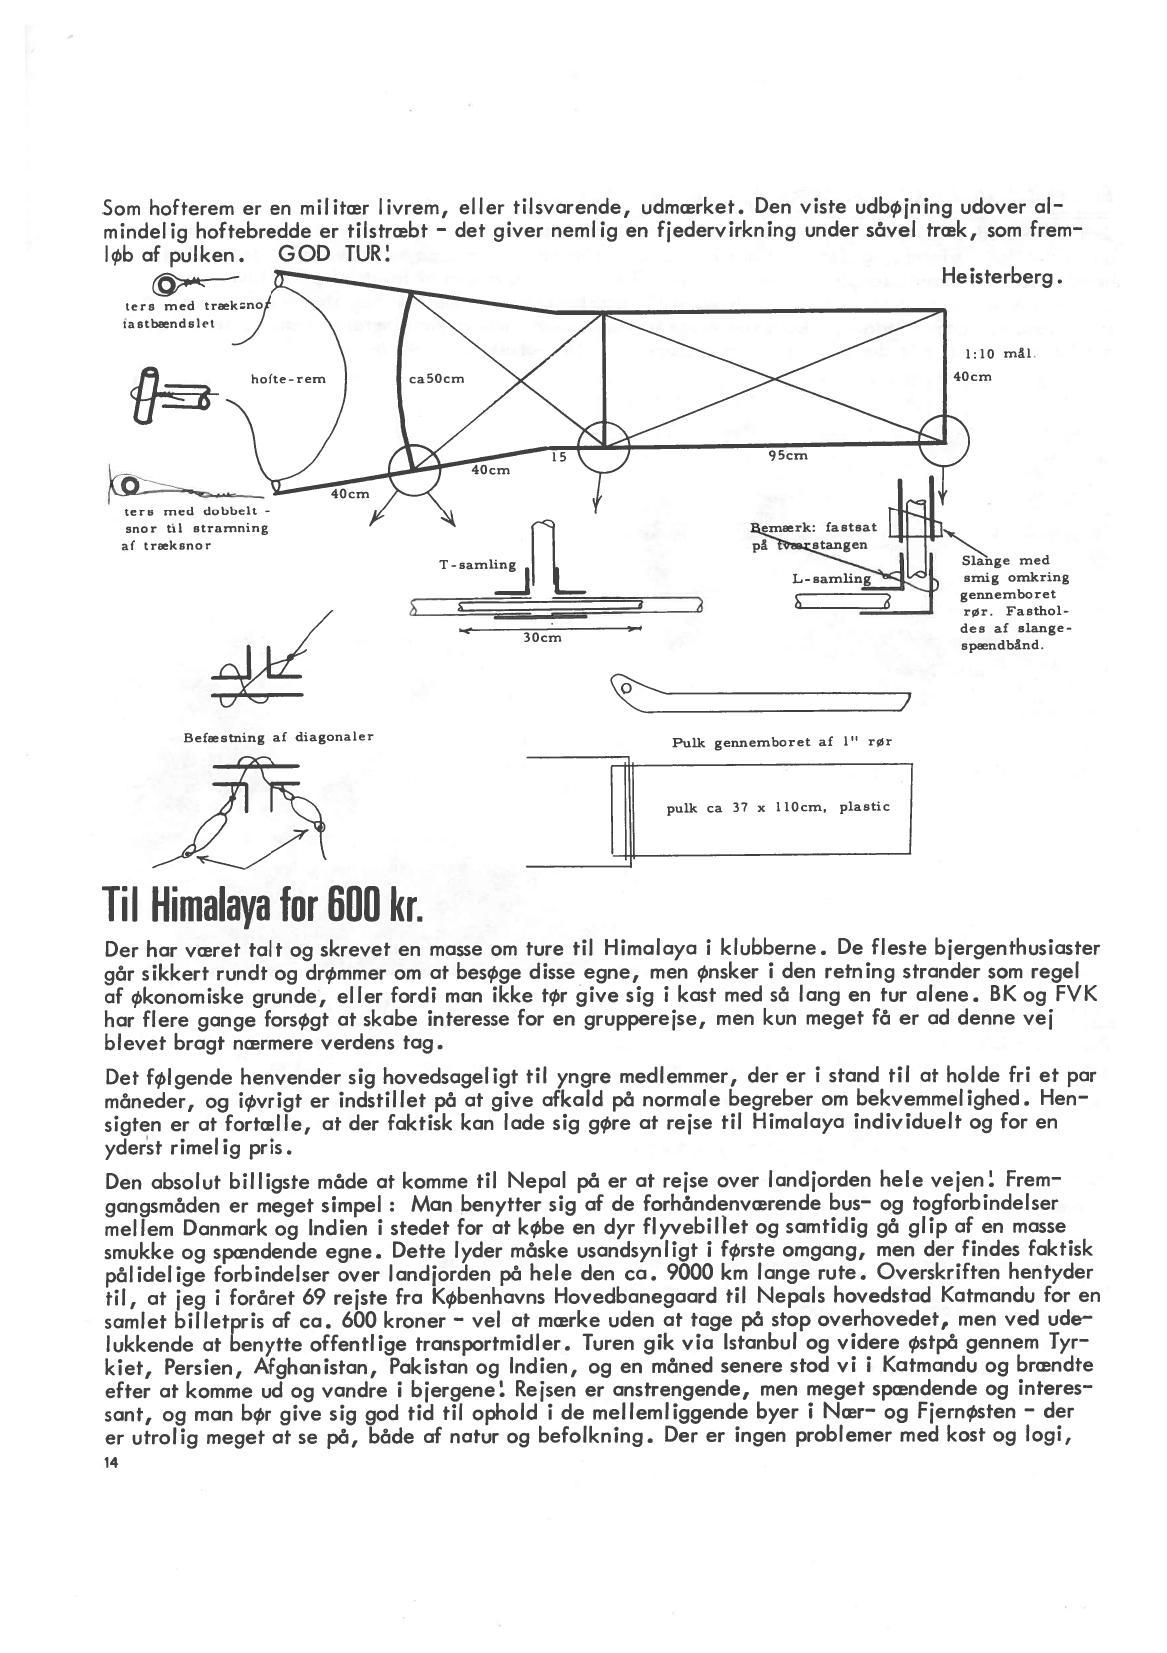 Som hofterem er en militær livrem, eller tilsvarende, udmærket. Den viste udbøjning udover al-
mindelig hoftebredde er tilstræbt - det giver nemlig en fjedervirkning under såvel træk, som frem-
løb af pulken. GOD TUR!
Heisterberg.
ters med træksnor
fastbændslet
hofte-rem
ca50cm
1:10 mål.
40cm
15
95cm
40cm
40cm
ters med dobbelt -
snor til stramning
af træksnor
T-samling
30cm
Bemærk: fastsat
på tværstangen
L-samling
Slange med
smig omkring
gennemboret
rør. Fasthol-
des af slange-
spændbånd.
Befæstning af diagonaler
Pulk gennemboret af 1" rør
pulk ca 37 x 110cm, plastic
Til Himalaya for 600 kr.
Der har været talt og skrevet en masse om ture til Himalaya i klubberne. De fleste bjergenthusiaster
går sikkert rundt og drømmer om at besøge disse egne, men ønsker i den retning strander som regel
af økonomiske grunde, eller fordi man ikke tør give sig i kast med så lang en tur alene. BK og FVK
har flere gange forsøgt at skabe interesse for en grupperejse, men kun meget få er ad denne vej
blevet bragt nærmere verdens tag.
Det følgende henvender sig hovedsageligt til yngre medlemmer, der er i stand til at holde fri et par
måneder, og iøvrigt er indstillet på at give afkald på normale begreber om bekvemmelighed. Hen-
sigten er at fortælle, at der faktisk kan lade sig gøre at rejse til Himalaya individuelt og for en
yderst rimelig pris.
Den absolut billigste måde at komme til Nepal på er at rejse over landjorden hele vejen! Frem-
gangsmåden er meget simpel : Man benytter sig af de forhåndenværende bus- og togforbindelser
mellem Danmark og Indien i stedet for at købe en dyr flyvebillet og samtidig gå glip af en masse
smukke og spændende egne. Dette lyder måske usandsynligt i første omgang, men der findes faktisk
pålidelige forbindelser over landjorden på hele den ca. 9000 km lange rute. Overskriften hentyder
til, at jeg i foråret 69 rejste fra Københavns Hovedbanegaard til Nepals hovedstad Katmandu for en
samlet billetpris af ca. 600 kroner - vel at mærke uden at tage på stop overhovedet, men ved ude-
lukkende at benytte offentlige transportmidler. Turen gik via Istanbul og videre østpå gennem Tyr-
kiet, Persien, Afghanistan, Pakistan og Indien, og en måned senere stod vi i Katmandu og brændte
efter at komme ud og vandre i bjergene! Rejsen er anstrengende, men meget spændende og interes-
sant, og man bør give sig god tid til ophold i de mellemliggende byer i Nær- og Fjernøsten - der
er utrolig meget at se på, både af natur og befolkning. Der er ingen problemer med kost og logi,
14